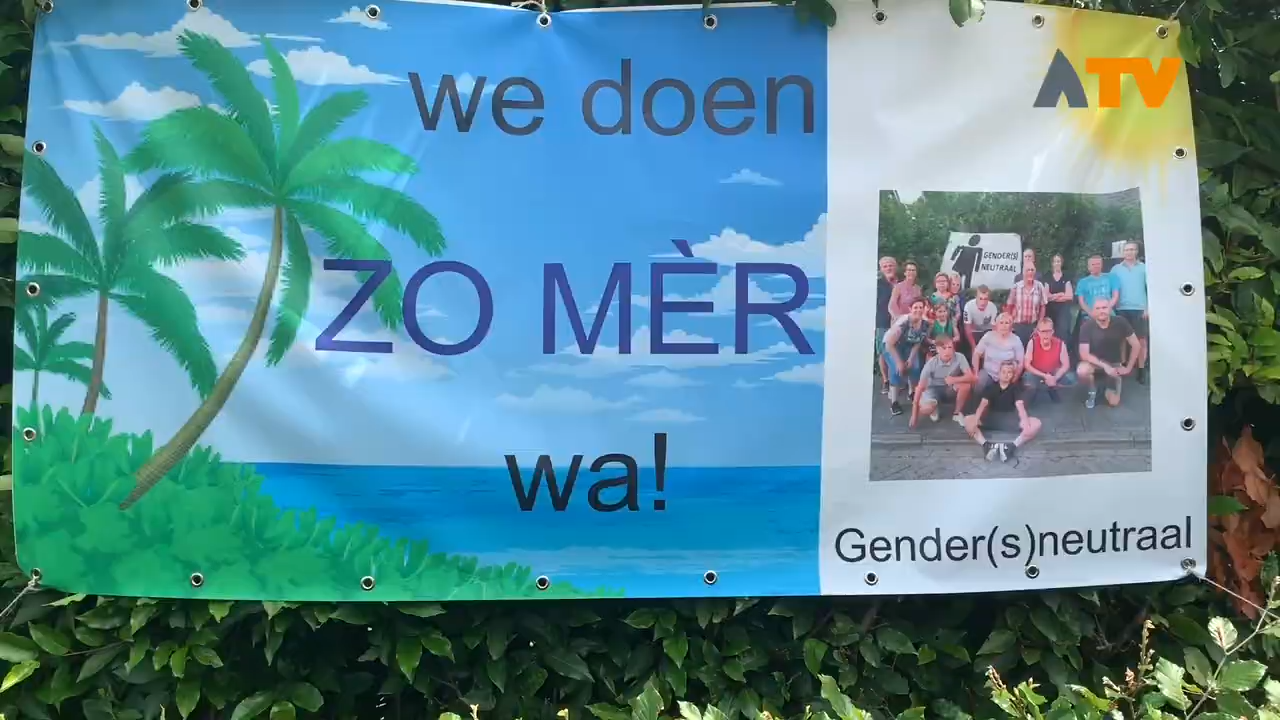 we doen
ZO MÈR
wa!
ATV
GENDER(S)
NEUTRAAL
Gender(s)neutraal